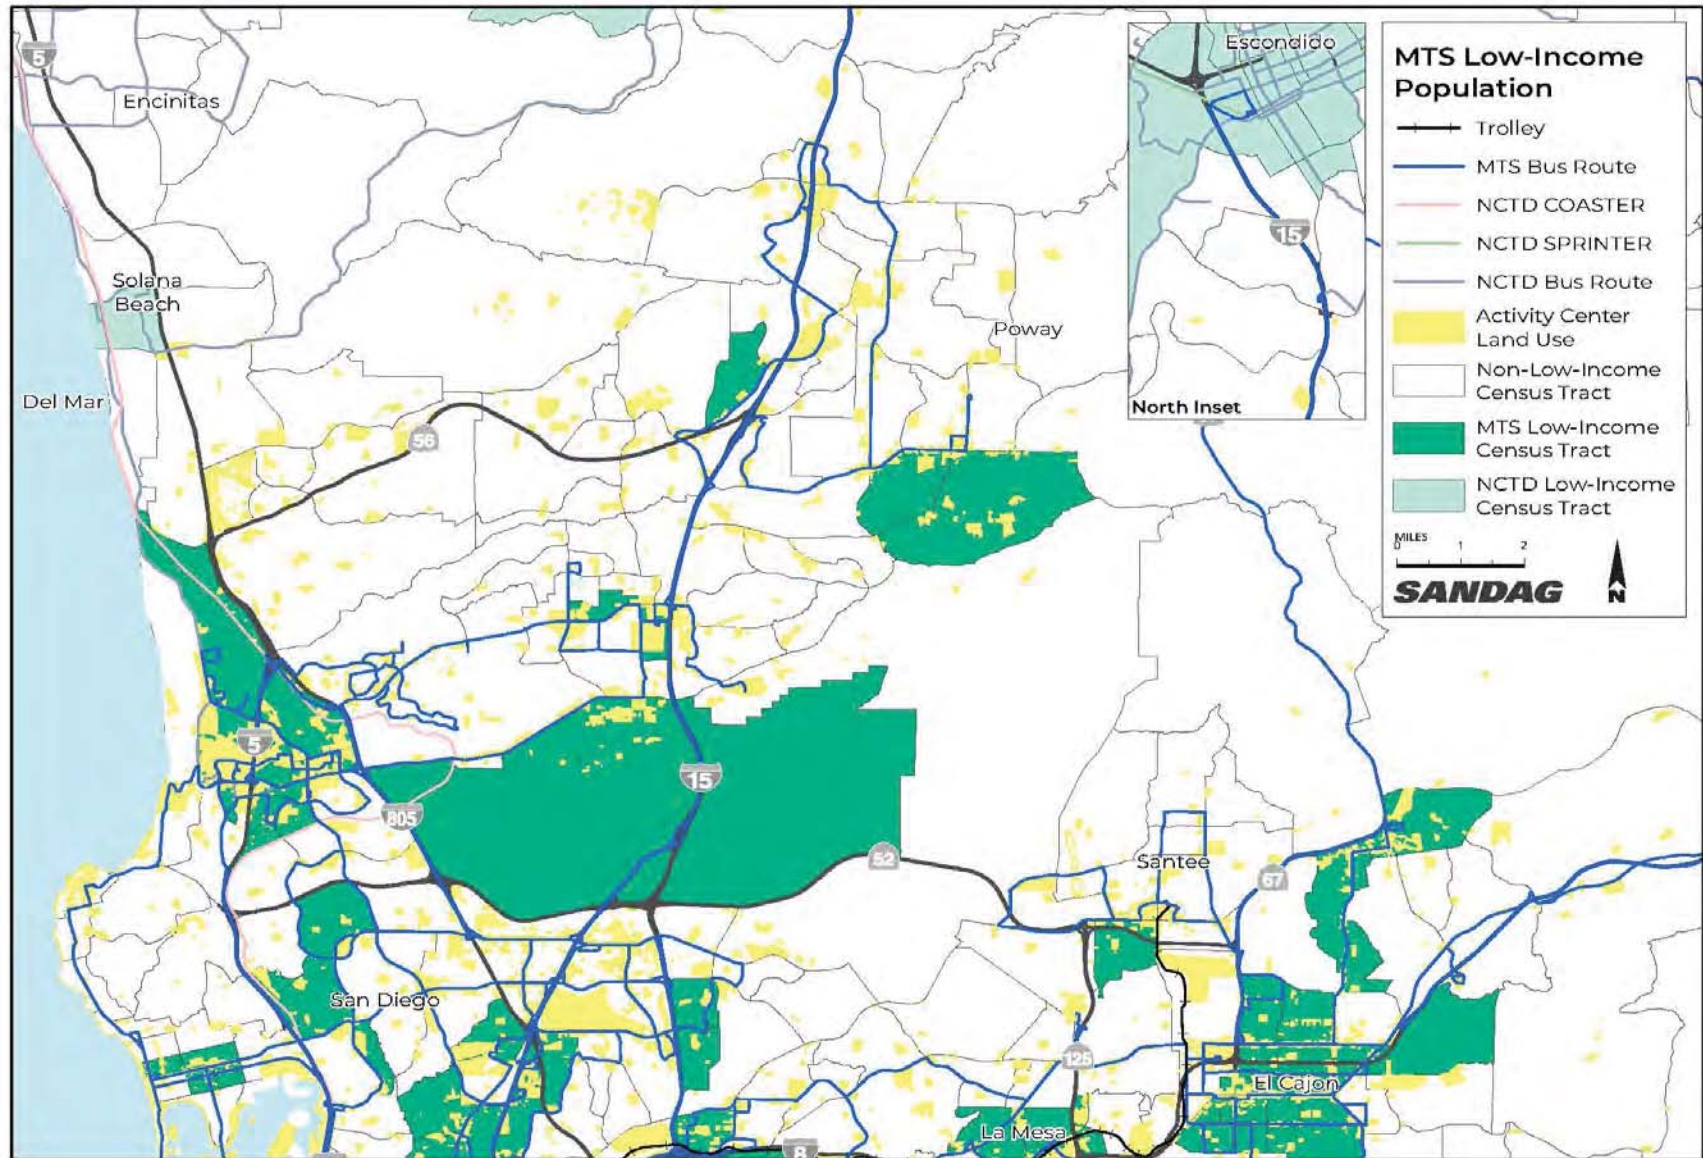 5
Encinitas
Solana
Beach
Del Mar
56
Poway
Escondido
15
North Inset
MTS Low-Income
Population
Trolley
MTS Bus Route
NCTD COASTER
NCTD SPRINTER
NCTD Bus Route
Activity Center
Land Use
Non-Low-Income
Census Tract
MTS Low-Income
Census Tract
NCTD Low-Income
Census Tract
MILES
0 1 2
SANDAG
N
5
15
805
52
Santee
67
San Diego
125
El Cajon
La Mesa
8